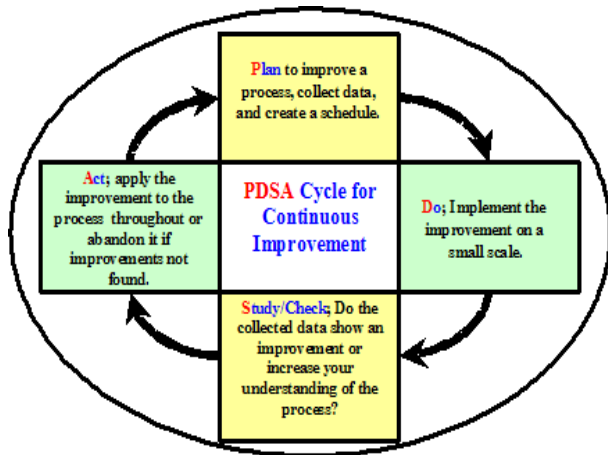 Plan to improve a
process, collect data,
and create a schedule.
Act; apply the
improvement to the
process throughout or
abandon it if
improvements not
found.
PDSA Cycle for
Continuous
Improvement
Do; Implement the
improvement on a
small scale.
Study/Check; Do the
collected data show an
improvement or
increase your
understanding of the
process?